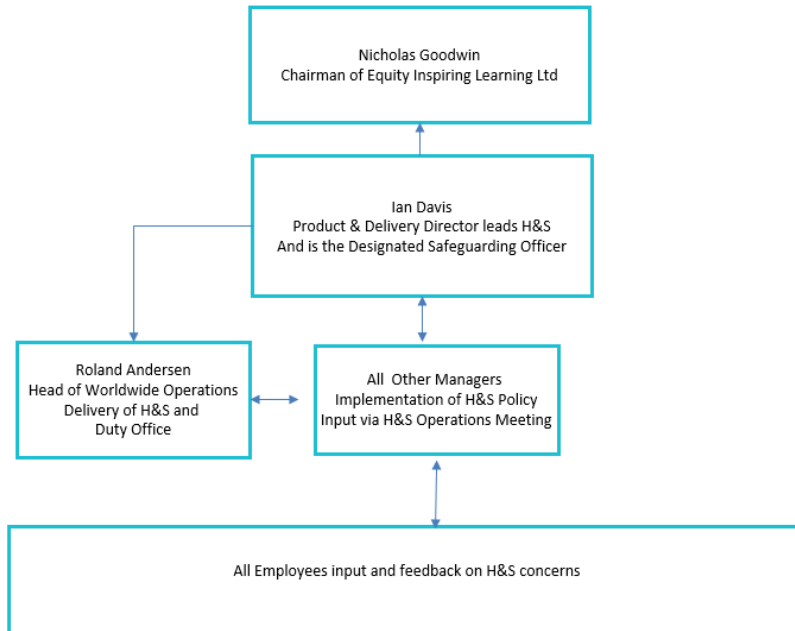 Nicholas Goodwin
Chairman of Equity Inspiring Learning Ltd
Ian Davis
Product & Delivery Director leads H&S
And is the Designated Safeguarding Officer
Roland Andersen
Head of Worldwide Operations
Delivery of H&S and
Duty Office
All Other Managers
Implementation of H&S Policy
Input via H&S Operations Meeting
All Employees input and feedback on H&S concerns